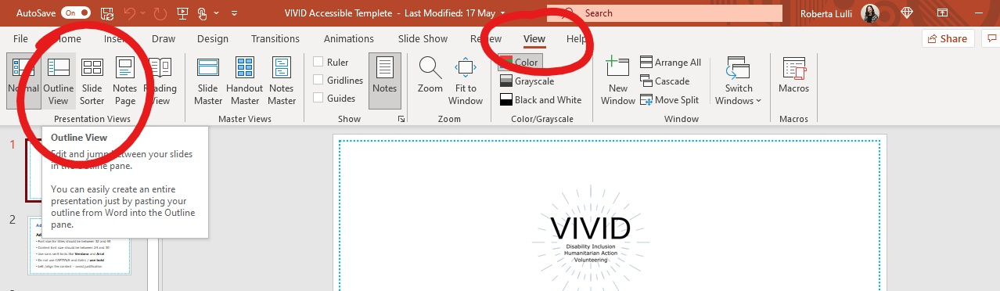 AutoSave On VIVID Accessible Templete - Last Modified: 17 May Search Roberta Lulli
File Home Insert Draw Design Transitions Animations Slide Show Review View Help Share
Normal Outline View Slide Sorter Notes Page Reading View
Presentation Views
Slide Master Handout Master Notes Master
Master Views
Ruler
Gridlines
Guides
Notes
Show
Zoom Fit to Window
Zoom
Color
Grayscale
Black and White
Color/Grayscale
New Window
Arrange All
Cascade
Move Split
Switch Windows
Window
Macros
Macros
Outline View
Edit and jump between your slides
in the Outline pane.
You can easily create an entire
presentation just by pasting your
outline from Word into the Outline
pane.
1
2
• Font size for titles should be between 32 and 44
• Content font size should be between 24 and 30
• Use sans serif fonts like Verdana and Arial
• Do not use CAPITALS and italics / use bold
• Left /align the content – avoid justification
VIVID
Disability Inclusion
Humanitarian Action
Volunteering